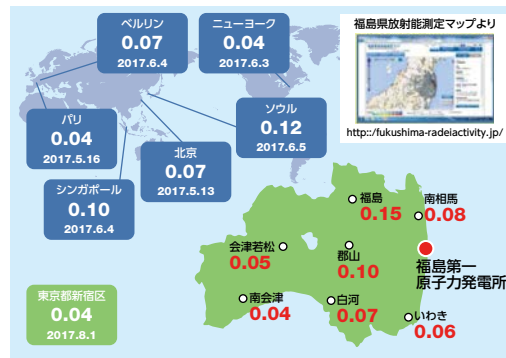 ベルリン
0.07
2017.6.4
ニューヨーク
0.04
2017.6.3
福島県放射能測定マップより
http://fukushima-radeiactivity.jp/
パリ
0.04
2017.5.16
ソウル
0.12
2017.6.5
北京
0.07
2017.5.13
シンガポール
0.10
2017.6.4
福島
0.15
南相馬
0.08
会津若松
0.05
郡山
0.10
福島第一
原子力発電所
南会津
0.04
白河
0.07
いわき
0.06
東京都新宿区
0.04
2017.8.1